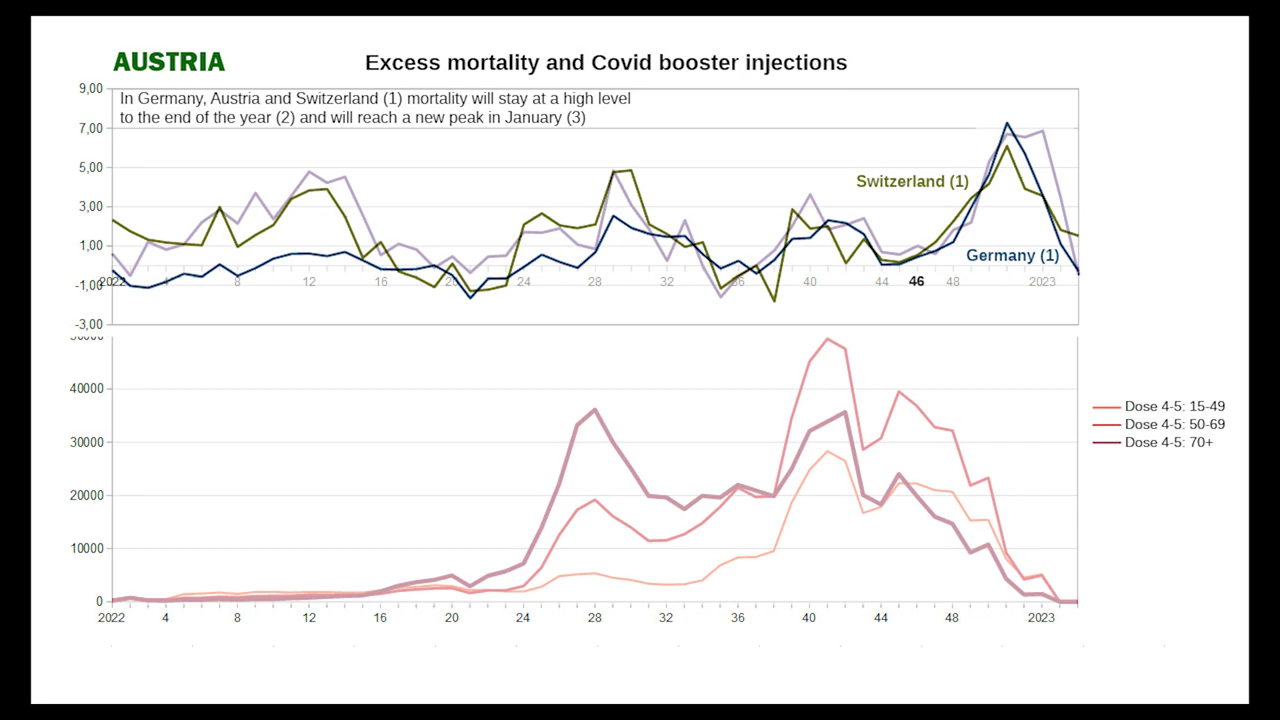 AUSTRIA
Excess mortality and Covid booster injections
In Germany, Austria and Switzerland (1) mortality will stay at a high level
to the end of the year (2) and will reach a new peak in January (3)
9,00
7,00
5,00
3,00
1,00
-1,00
-3,00
Switzerland (1)
Germany (1)
2022 4 8 12 16 20 24 28 32 36 40 44 46 48 2023
50000
40000
30000
20000
10000
0
2022 4 8 12 16 20 24 28 32 36 40 44 48 2023
Dose 4-5: 15-49
Dose 4-5: 50-69
Dose 4-5: 70+